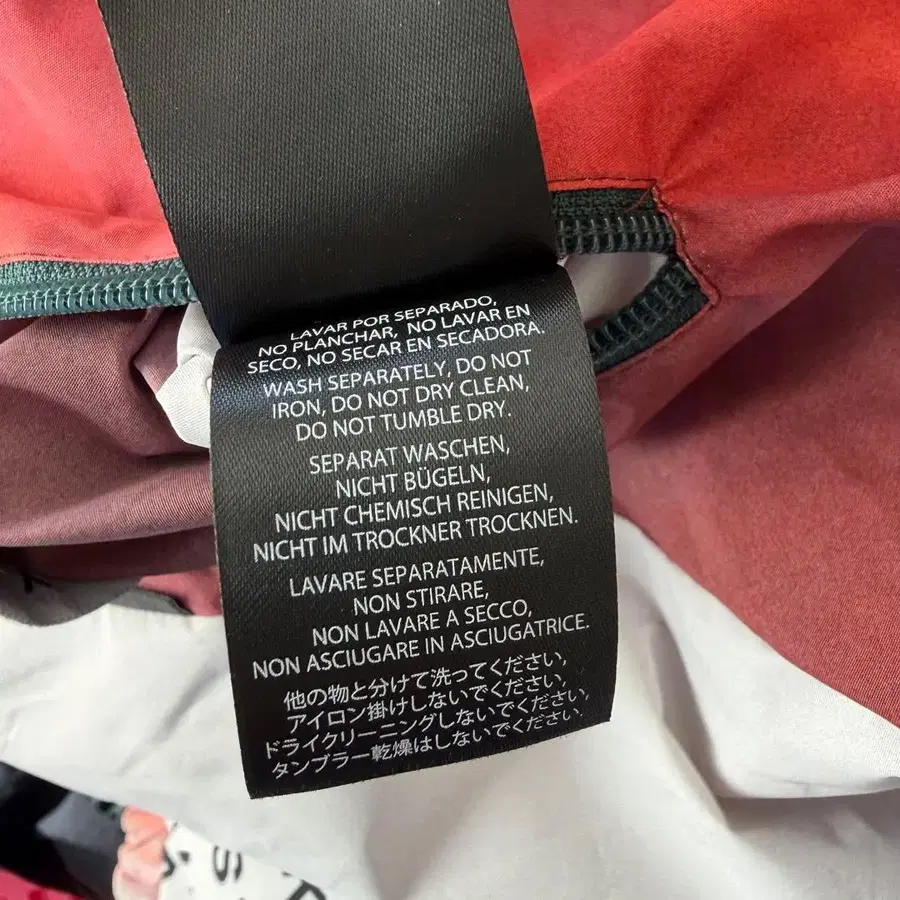 LAVAR POR SEPARADO,
NO PLANCHAR, NO LAVAR EN
SECO, NO SECAR EN SECADORA.
WASH SEPARATELY, DO NOT
IRON, DO NOT DRY CLEAN,
DO NOT TUMBLE DRY.
SEPARAT WASCHEN,
NICHT BÜGELN,
NICHT CHEMISCH REINIGEN,
NICHT IM TROCKNER TROCKNEN.
LAVARE SEPARATAMENTE,
NON STIRARE,
NON LAVARE A SECCO,
NON ASCIUGARE IN ASCIUGATRICE.
他の物と分けて洗ってください,
アイロン掛けしないでください,
ドライクリーニングしないでください,
タンブラー乾燥はしないでください.